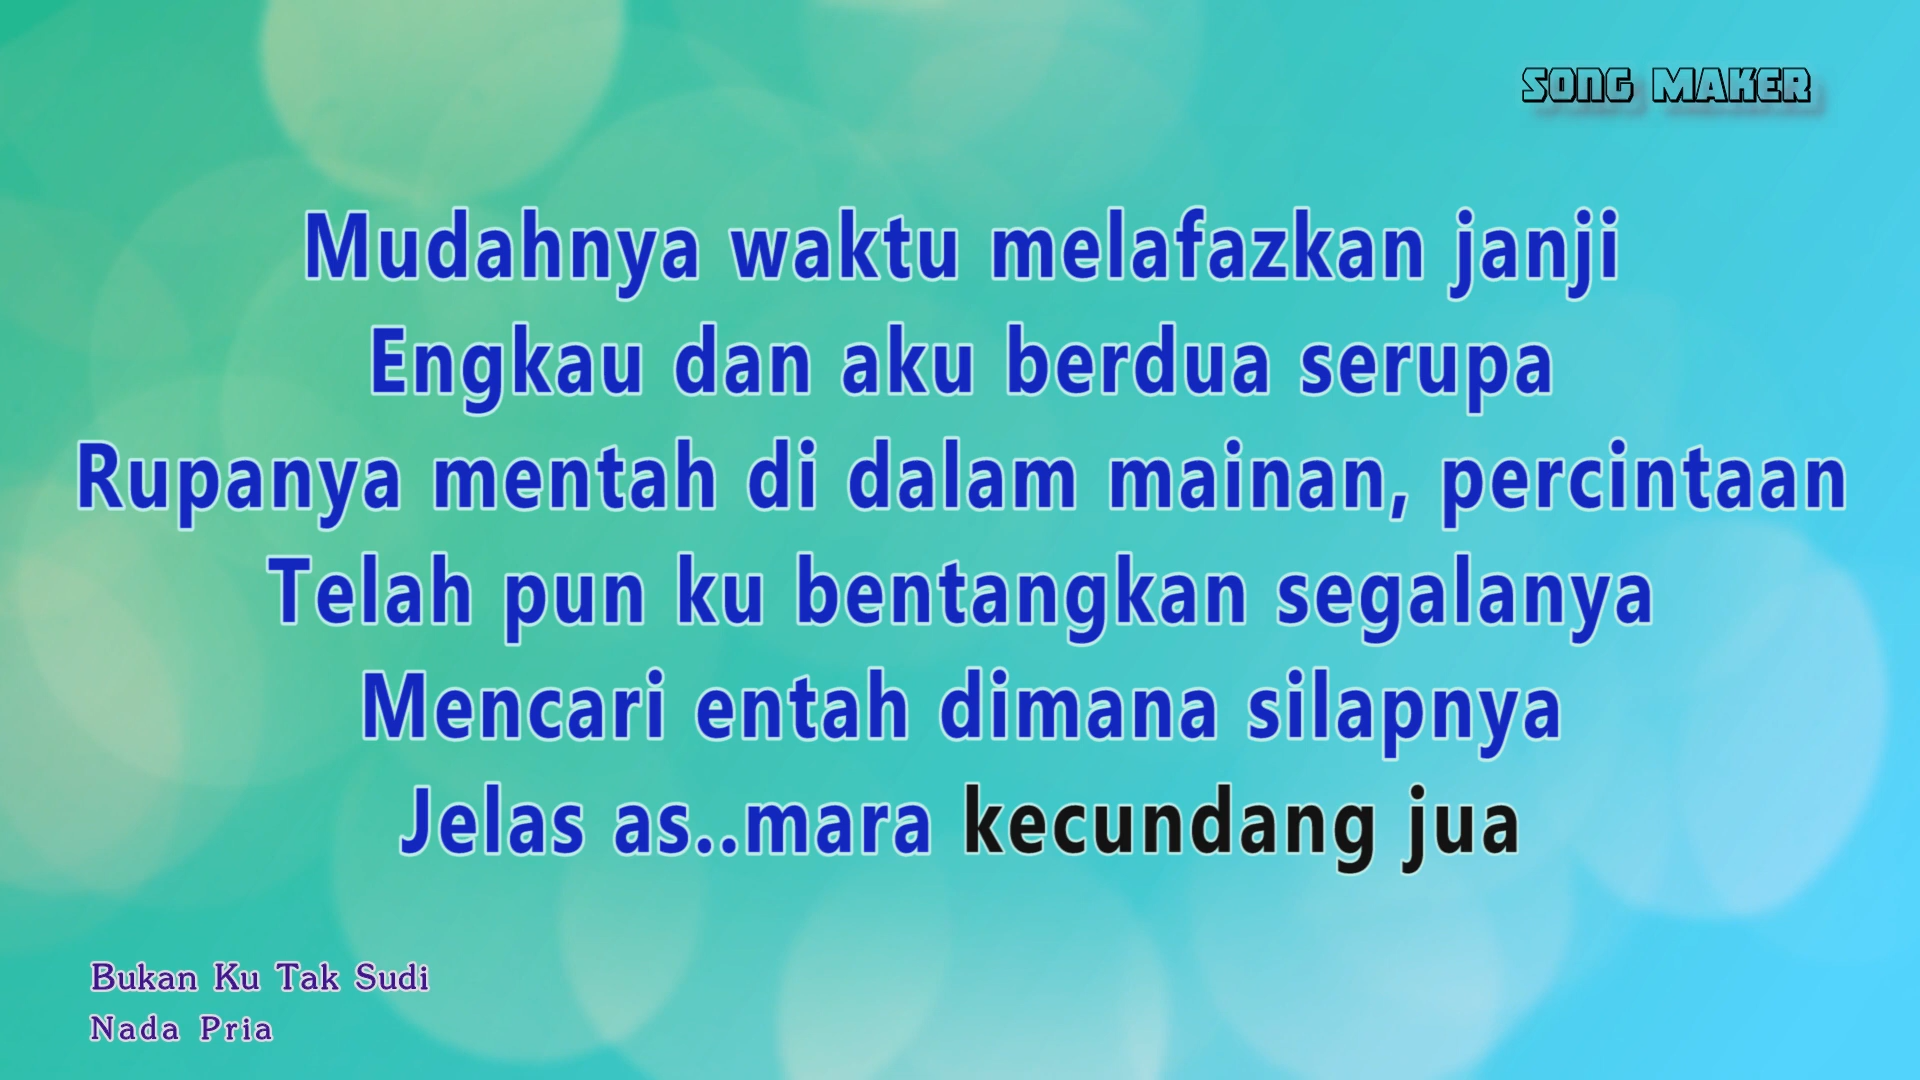 SONG MAKER
Mudahnya waktu melafazkan janji
Engkau dan aku berdua serupa
Rupanya mentah di dalam mainan, percintaan
Telah pun ku bentangkan segalanya
Mencari entah dimana silapnya
Jelas as..mara kecundang jua
Bukan Ku Tak Sudi
Nada Pria